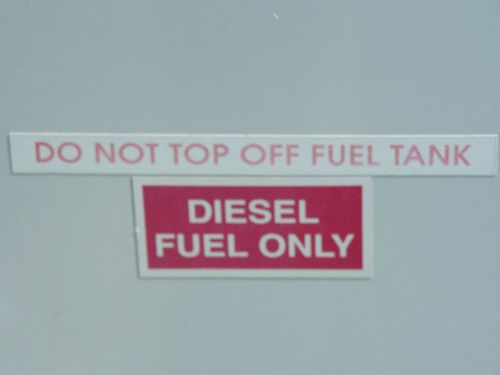 DO NOT TOP OFF FUEL TANK
DIESEL
FUEL ONLY